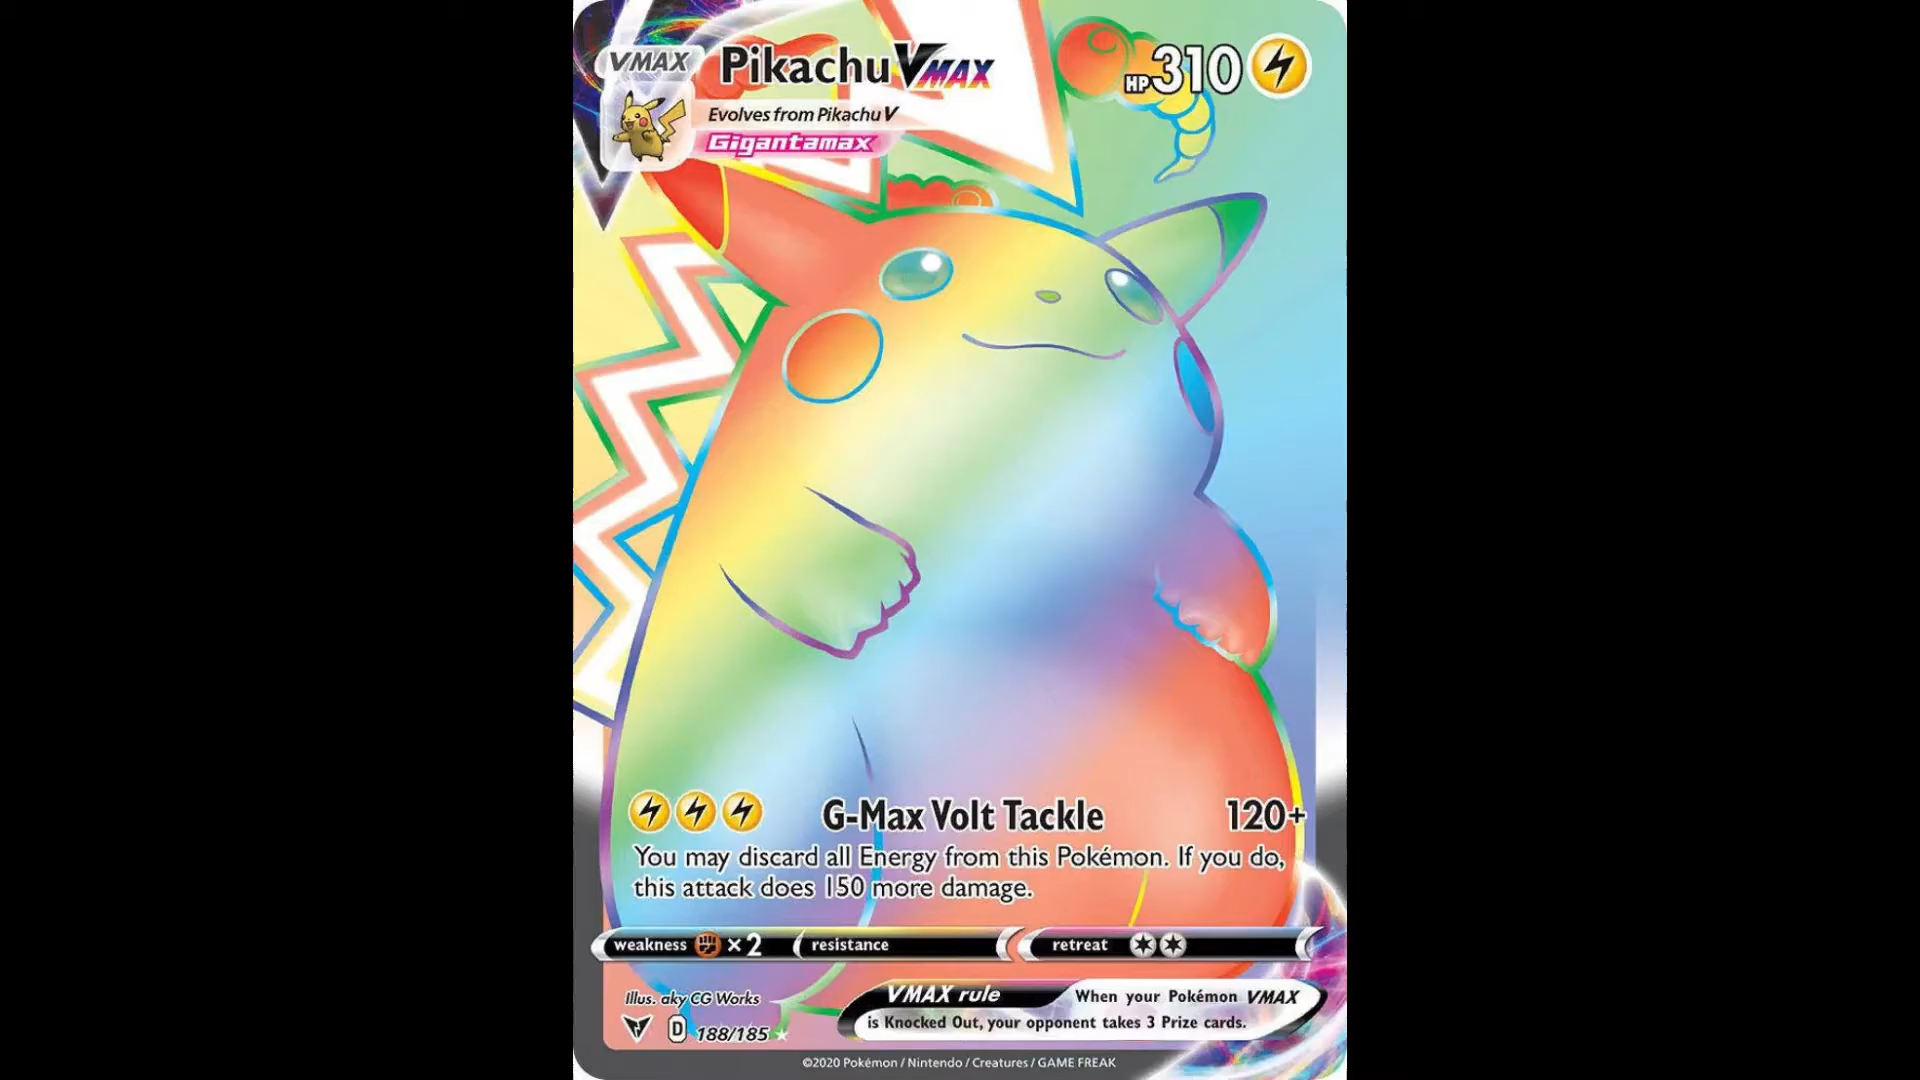 VMAX
Pikachu VMAX
HP 310
Evolves from Pikachu V
Gigantamax
G-Max Volt Tackle 120+
You may discard all Energy from this Pokémon. If you do,
this attack does 150 more damage.
weakness ×2 resistance retreat
Illus. aky CG Works
VMAX rule When your Pokémon VMAX
is Knocked Out, your opponent takes 3 Prize cards.
D 188/185
©2020 Pokémon / Nintendo / Creatures / GAME FREAK